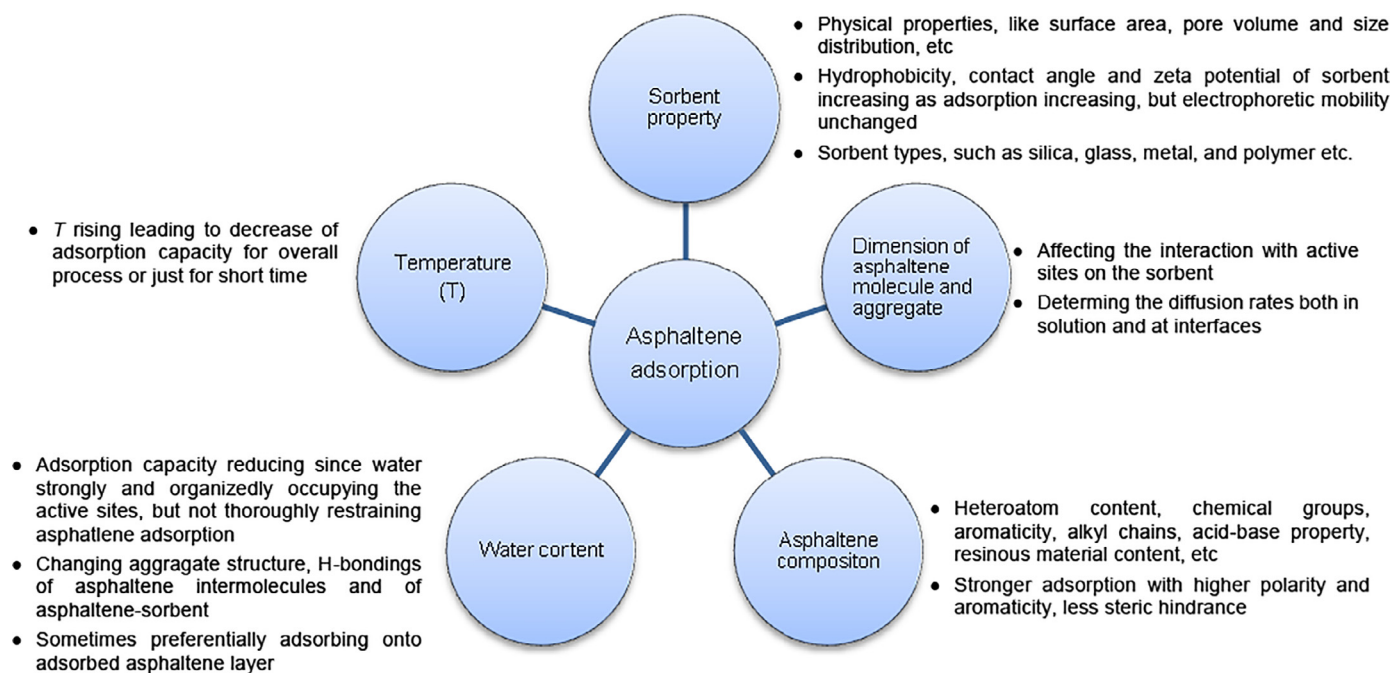 Physical properties, like surface area, pore volume and size
distribution, etc
Hydrophobicity, contact angle and zeta potential of sorbent
increasing as adsorption increasing, but electrophoretic mobility
unchanged
Sorbent types, such as silica, glass, metal, and polymer etc.
Sorbent
property
T rising leading to decrease of
adsorption capacity for overall
process or just for short time
Temperature
(T)
Dimension of
asphaltene
molecule and
aggregate
Affecting the interaction with active
sites on the sorbent
Determing the diffusion rates both in
solution and at interfaces
Asphaltene
adsorption
Adsorption capacity reducing since water
strongly and organizedly occupying the
active sites, but not thoroughly restraining
asphatlene adsorption
Changing aggregate structure, H-bondings
of asphaltene intermolecules and of
asphaltene-sorbent
Sometimes preferentially adsorbing onto
adsorbed asphaltene layer
Water cortent
Asphaltene
compositon
Heteroatom content, chemical groups,
aromaticity, alkyl chains, acid-base property,
resinous material content, etc
Stronger adsorption with higher polarity and
aromaticity, less steric hindrance